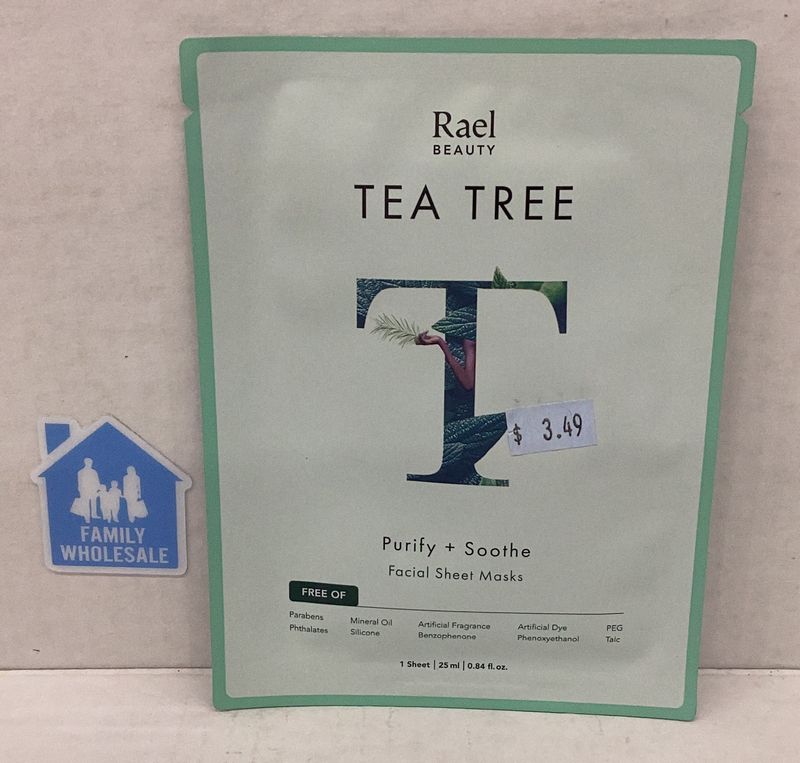 Rael
BEAUTY
TEA TREE
T
$ 3.49
Purify + Soothe
Facial Sheet Masks
FREE OF
Parabens Mineral Oil Artificial Fragrance Artificial Dye PEG
Phthalates Silicone Benzophenone Phenoxyethanol Talc
1 Sheet | 25 ml | 0.84 fl. oz.
FAMILY
WHOLESALE